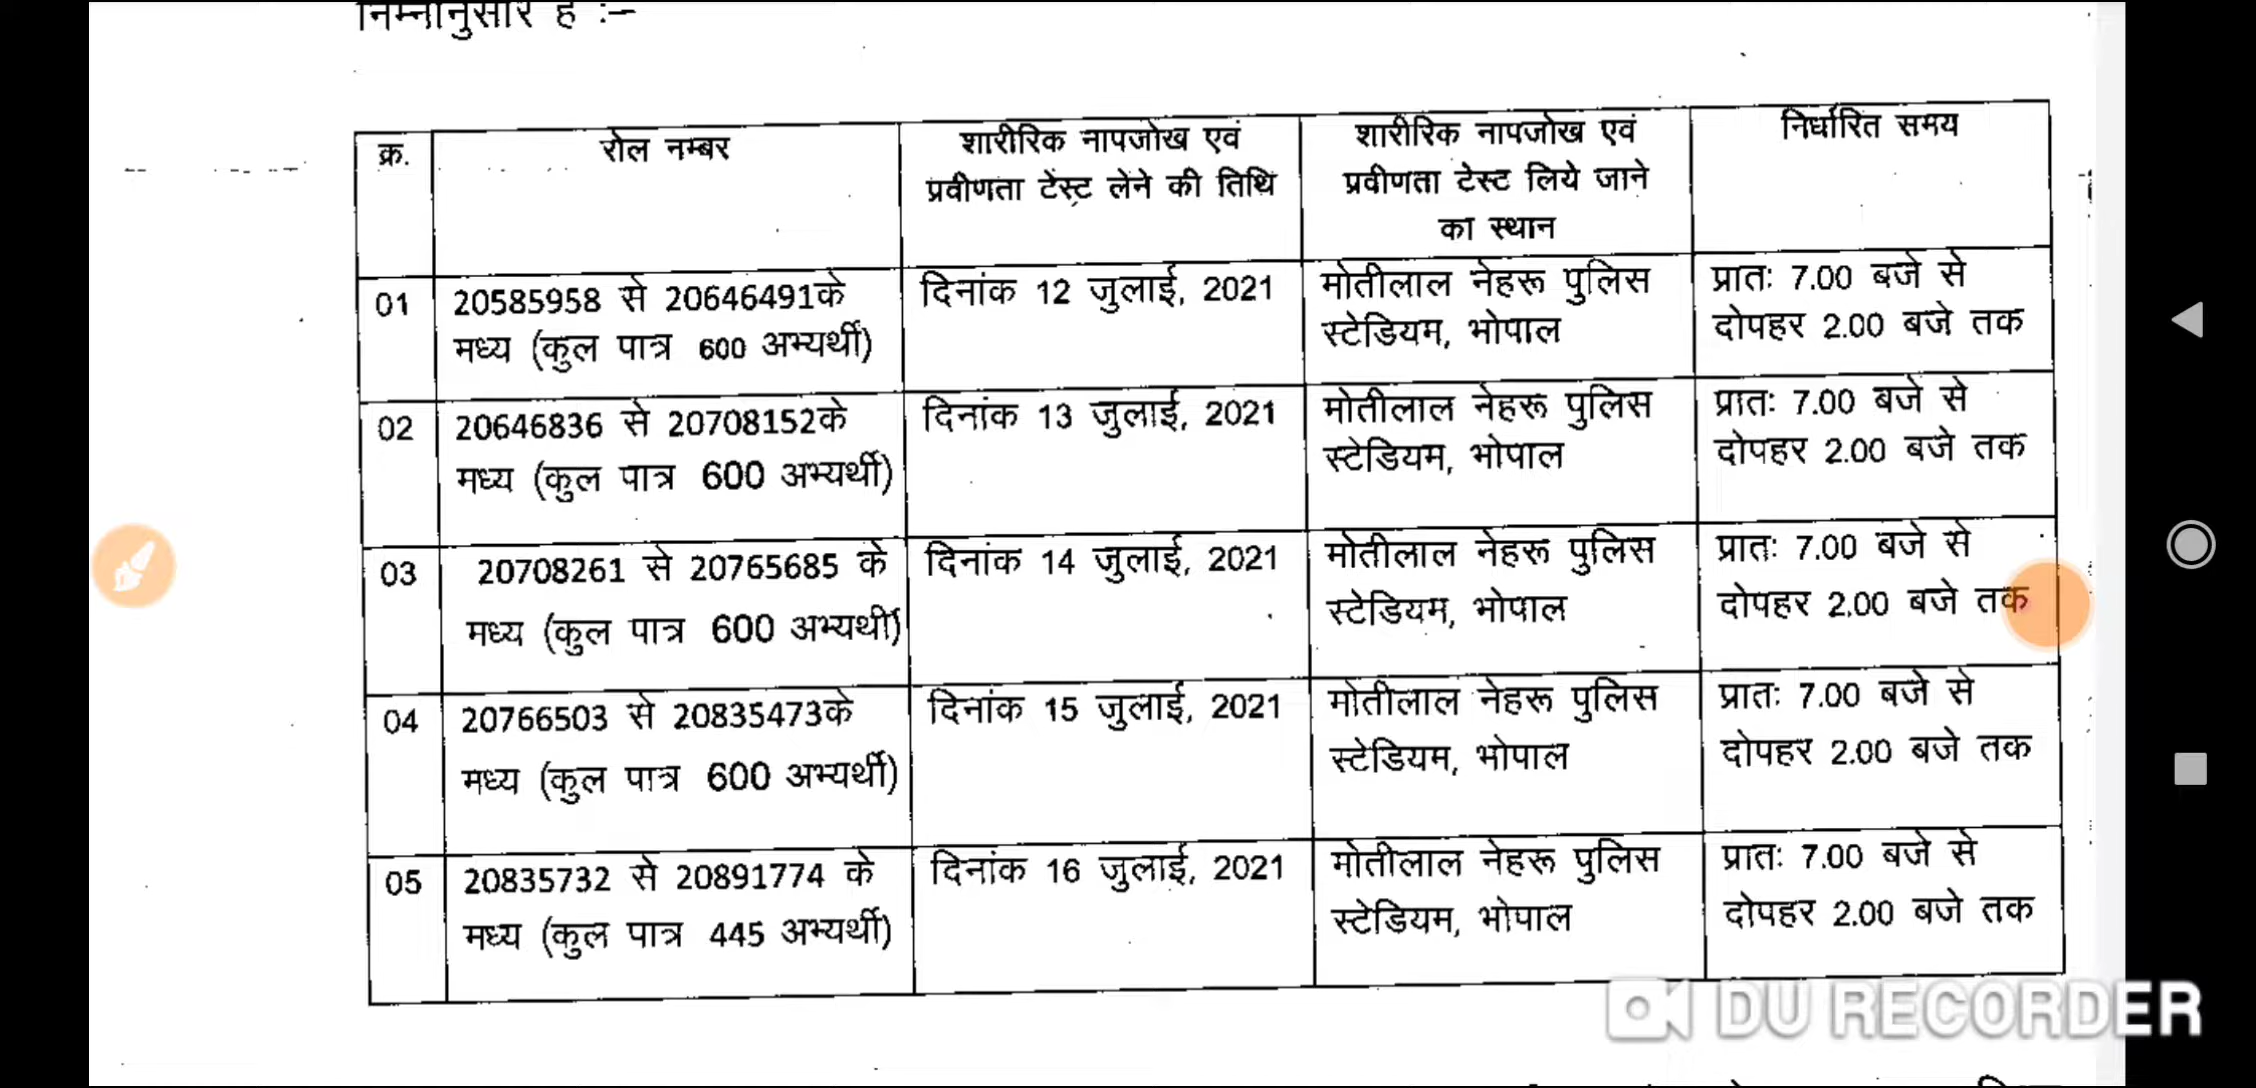 निम्नानुसार है :–
क्र.
रोल नम्बर
शारीरिक नापजोख एवं
प्रवीणता टेस्ट लेने की तिथि
शारीरिक नापजोख एवं
प्रवीणता टेस्ट लिये जाने
का स्थान
निर्धारित समय
01
20585958 से 20646491के
मध्य (कुल पात्र 600 अभ्यर्थी)
दिनांक 12 जुलाई, 2021
मोतीलाल नेहरू पुलिस
स्टेडियम, भोपाल
प्रातः 7.00 बजे से
दोपहर 2.00 बजे तक
02
20646836 से 20708152के
मध्य (कुल पात्र 600 अभ्यर्थी)
दिनांक 13 जुलाई, 2021
मोतीलाल नेहरू पुलिस
स्टेडियम, भोपाल
प्रातः 7.00 बजे से
दोपहर 2.00 बजे तक
03
20708261 से 20765685 के
मध्य (कुल पात्र 600 अभ्यर्थी)
दिनांक 14 जुलाई, 2021
मोतीलाल नेहरू पुलिस
स्टेडियम, भोपाल
प्रातः 7.00 बजे से
दोपहर 2.00 बजे तक
04
20766503 से 20835473के
मध्य (कुल पात्र 600 अभ्यर्थी)
दिनांक 15 जुलाई, 2021
मोतीलाल नेहरू पुलिस
स्टेडियम, भोपाल
प्रातः 7.00 बजे से
दोपहर 2.00 बजे तक
05
20835732 से 20891774 के
मध्य (कुल पात्र 445 अभ्यर्थी)
दिनांक 16 जुलाई, 2021
मोतीलाल नेहरू पुलिस
स्टेडियम, भोपाल
प्रातः 7.00 बजे से
दोपहर 2.00 बजे तक
DU RECORDER